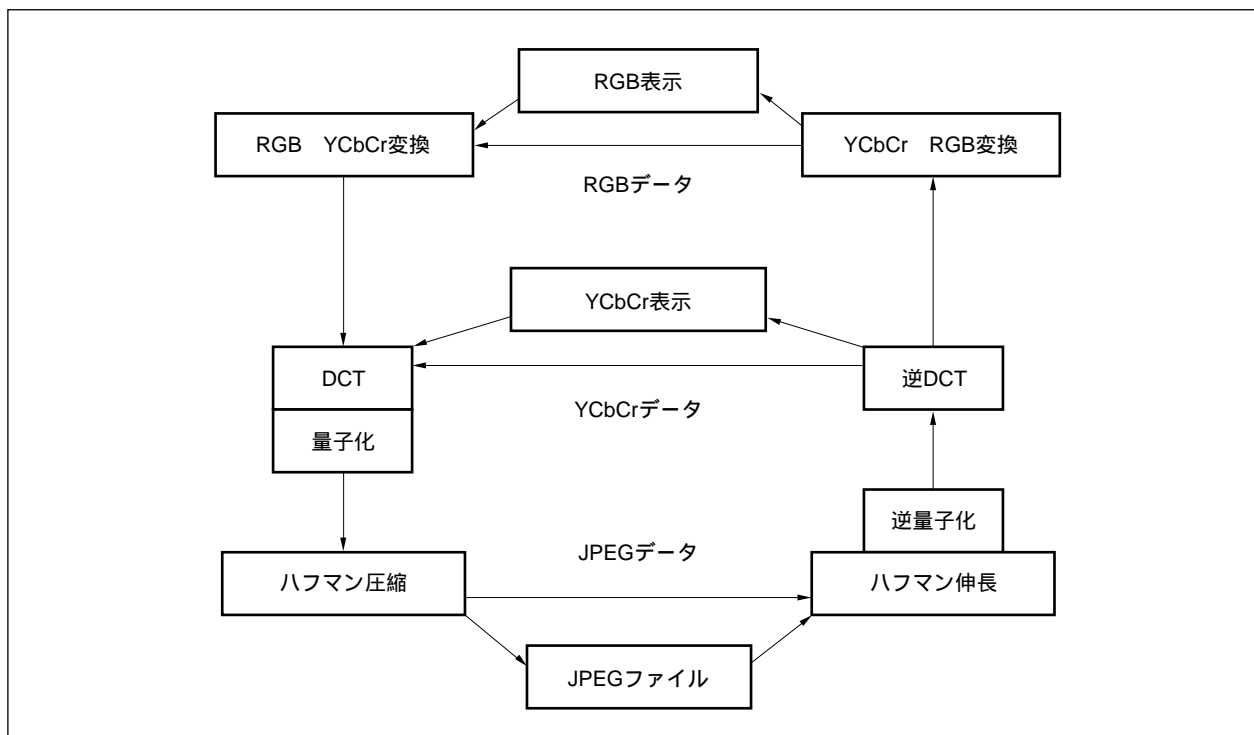 RGB表示
RGB　YCbCr変換
YCbCr　RGB変換
RGBデータ
YCbCr表示
DCT
逆DCT
YCbCrデータ
量子化
逆量子化
JPEGデータ
ハフマン圧縮
ハフマン伸長
JPEGファイル